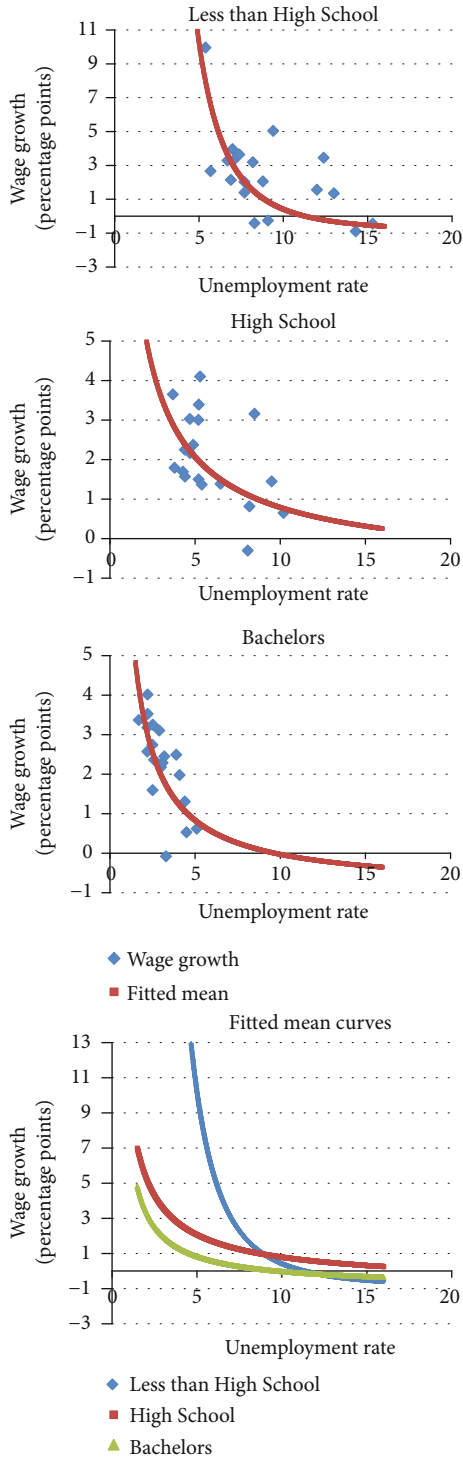 Less than High School
Wage growth
(percentage points)
11
9
7
5
3
1
−1
−3
0
5
10
15
20
Unemployment rate
High School
Wage growth
(percentage points)
5
4
3
2
1
0
−1
0
5
10
15
20
Unemployment rate
Bachelors
Wage growth
(percentage points)
5
4
3
2
1
0
−1
0
5
10
15
20
Unemployment rate
Wage growth
Fitted mean
Fitted mean curves
Wage growth
(percentage points)
13
11
9
7
5
3
1
−1
−3
0
5
10
15
20
Unemployment rate
Less than High School
High School
Bachelors